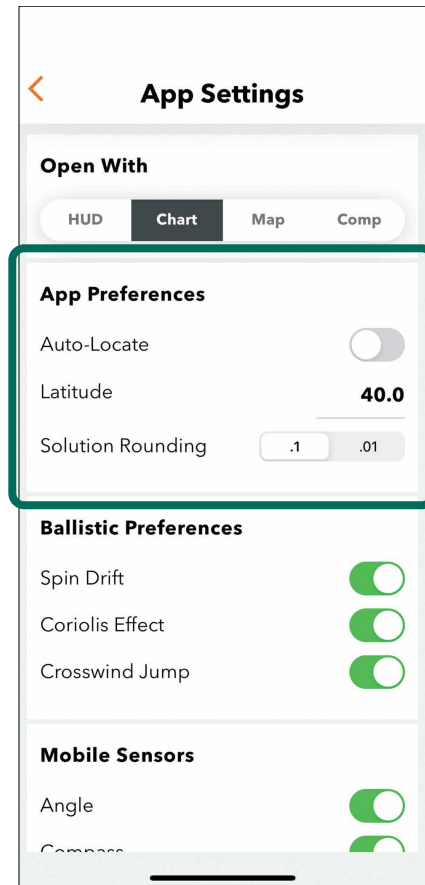 App Settings
Open With
HUD Chart Map Comp
App Preferences
Auto-Locate
Latitude 40.0
Solution Rounding .1 .01
Ballistic Preferences
Spin Drift
Coriolis Effect
Crosswind Jump
Mobile Sensors
Angle
Compass